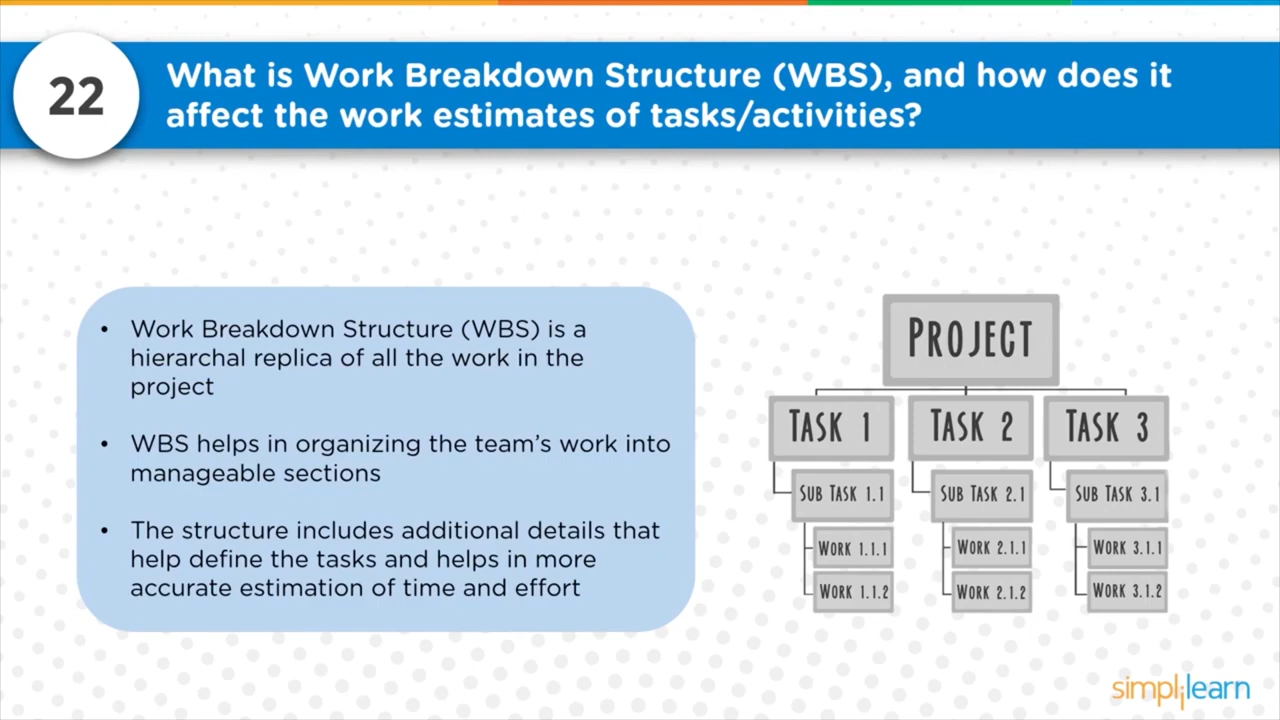 22
What is Work Breakdown Structure (WBS), and how does it
affect the work estimates of tasks/activities?
• Work Breakdown Structure (WBS) is a
hierarchal replica of all the work in the
project
• WBS helps in organizing the team's work into
manageable sections
• The structure includes additional details that
help define the tasks and helps in more
accurate estimation of time and effort
PROJECT
TASK 1
TASK 2
TASK 3
SUB TASK 1.1
SUB TASK 2.1
SUB TASK 3.1
WORK 1.1.1
WORK 2.1.1
WORK 3.1.1
WORK 1.1.2
WORK 2.1.2
WORK 3.1.2
simplilearn